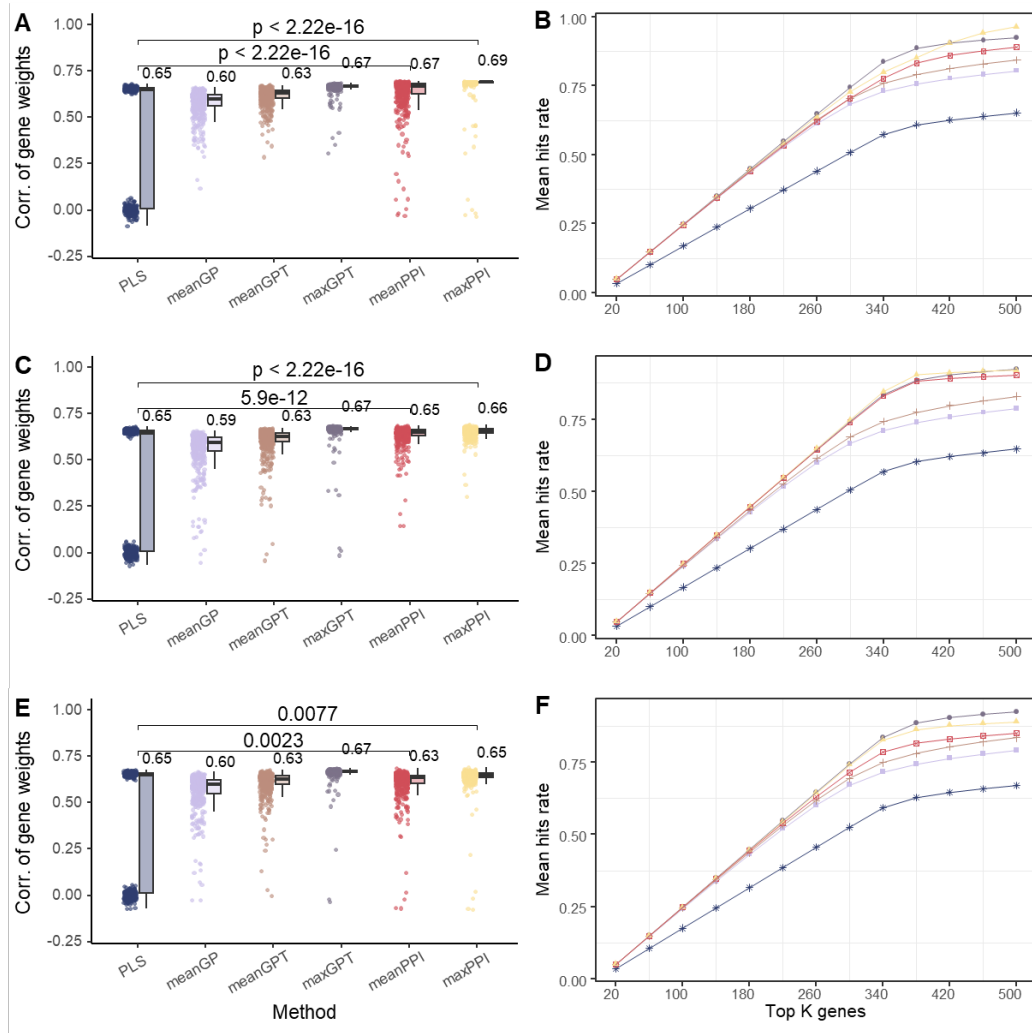 A
Corr. of gene weights
1.00
0.75
0.50
0.25
0.00
-0.25
p < 2.22e-16
p < 2.22e-16
0.65
0.60
0.63
0.67
0.67
0.69
PLS
meanGP
meanGPT
maxGPT
meanPPI
maxPPI
B
Mean hits rate
1.00
0.75
0.50
0.25
0.00
20
100
180
260
340
420
500
C
Corr. of gene weights
1.00
0.75
0.50
0.25
0.00
-0.25
p < 2.22e-16
5.9e-12
0.65
0.59
0.63
0.67
0.65
0.66
PLS
meanGP
meanGPT
maxGPT
meanPPI
maxPPI
D
Mean hits rate
0.75
0.50
0.25
0.00
20
100
180
260
340
420
500
E
Corr. of gene weights
1.00
0.75
0.50
0.25
0.00
-0.25
0.0077
0.0023
0.65
0.60
0.63
0.67
0.63
0.65
PLS
meanGP
meanGPT
maxGPT
meanPPI
maxPPI
Method
F
Mean hits rate
0.75
0.50
0.25
0.00
20
100
180
260
340
420
500
Top K genes